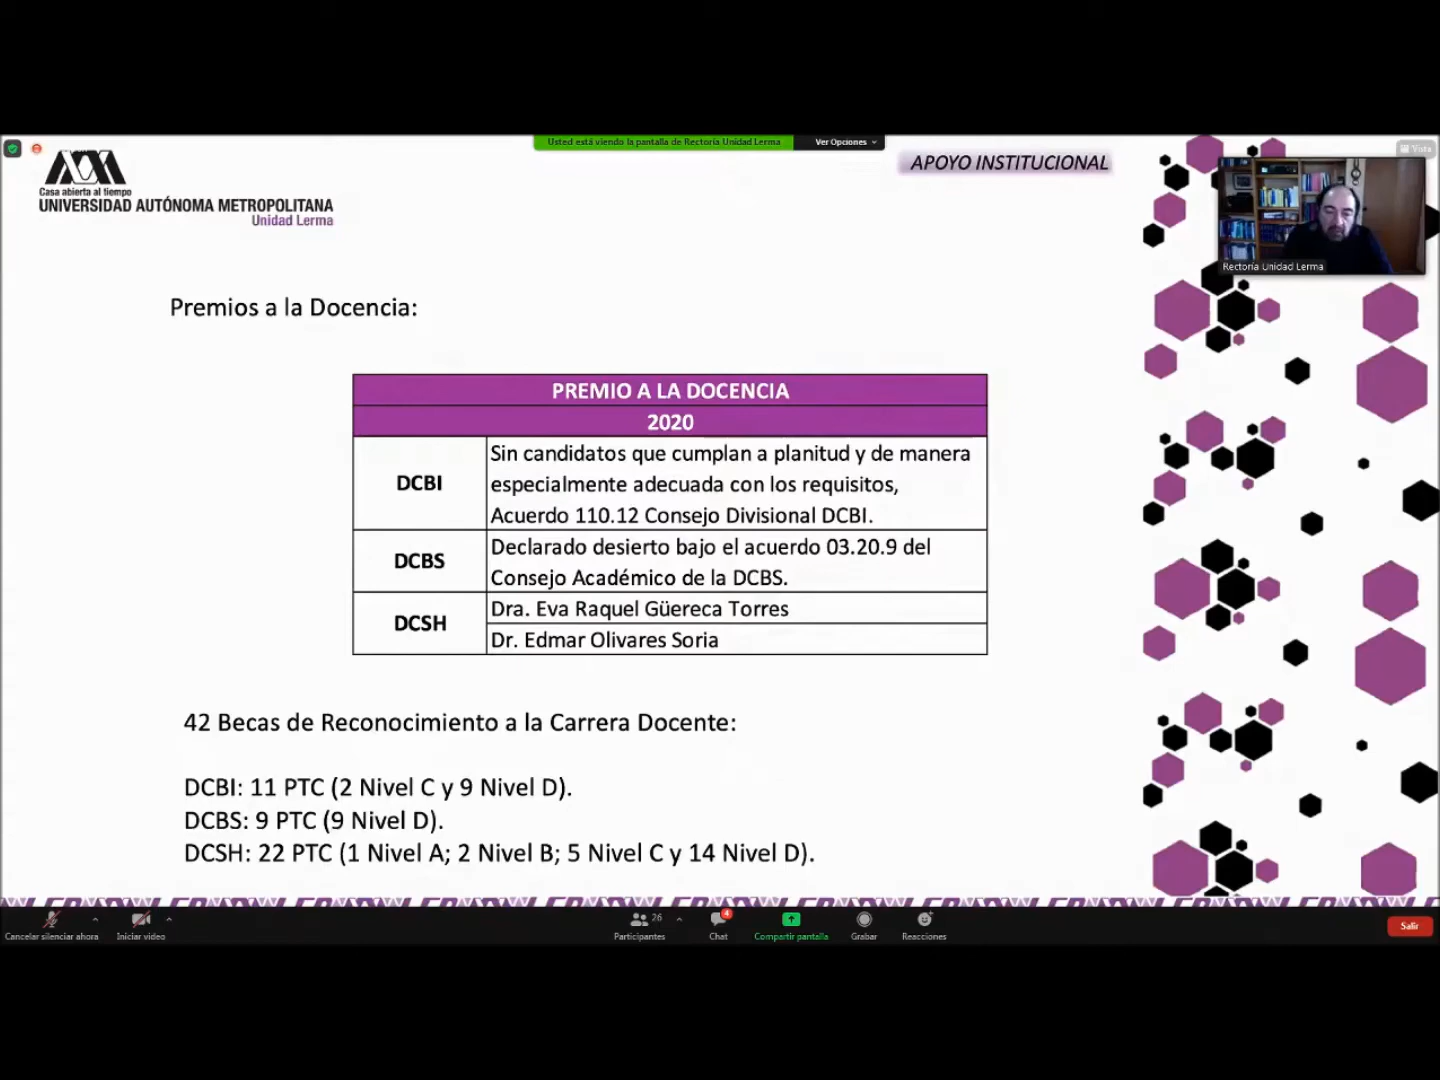 Usted está viendo la pantalla de Rectoría Unidad Lerma
Ver Opciones
Vista
Casa abierta al tiempo
UNIVERSIDAD AUTÓNOMA METROPOLITANA
Unidad Lerma
APOYO INSTITUCIONAL
Rectoría Unidad Lerma
Premios a la Docencia:
PREMIO A LA DOCENCIA
2020
DCBI
Sin candidatos que cumplan a planitud y de manera
especialmente adecuada con los requisitos,
Acuerdo 110.12 Consejo Divisional DCBI.
DCBS
Declarado desierto bajo el acuerdo 03.20.9 del
Consejo Académico de la DCBS.
DCSH
Dra. Eva Raquel Güereca Torres
Dr. Edmar Olivares Soria
42 Becas de Reconocimiento a la Carrera Docente:
DCBI: 11 PTC (2 Nivel C y 9 Nivel D).
DCBS: 9 PTC (9 Nivel D).
DCSH: 22 PTC (1 Nivel A; 2 Nivel B; 5 Nivel C y 14 Nivel D).
Cancelar silenciar ahora
Iniciar video
26
Participantes
4
Chat
Compartir pantalla
Grabar
Reacciones
Salir